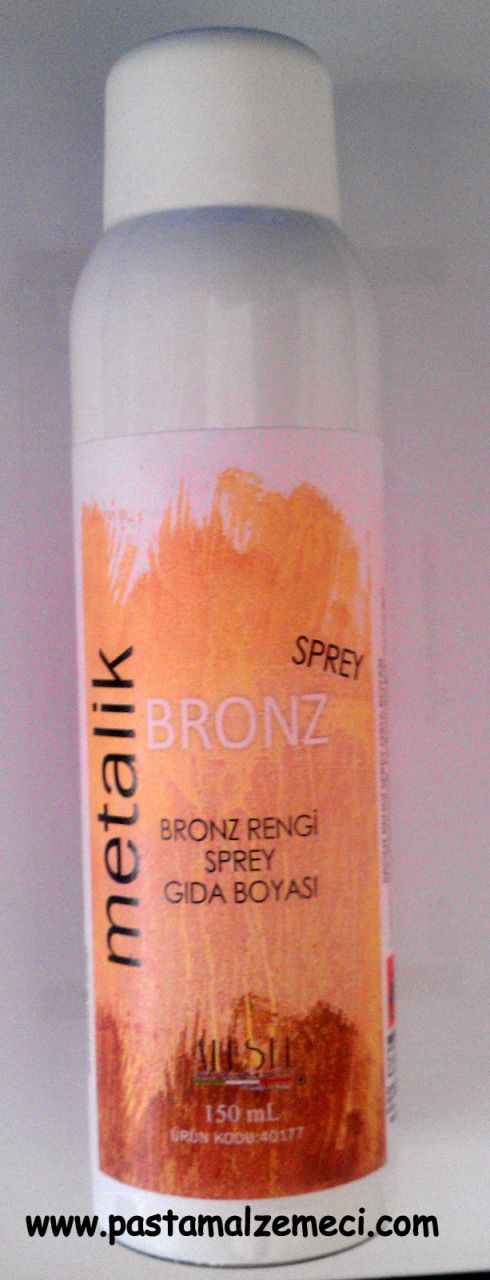 SPREY
metalik
BRONZ
BRONZ RENGİ
SPREY
GIDA BOYASI
150 mL
ÜRÜN KODU:40177
www.pastamalzemeci.com